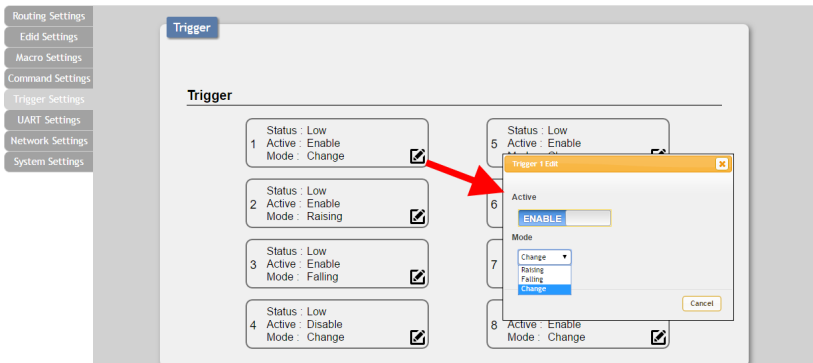 Routing Settings
Edid Settings
Macro Settings
Command Settings
Trigger Settings
UART Settings
Network Settings
System Settings
Trigger
Trigger
1
Status : Low
Active : Enable
Mode : Change
2
Status : Low
Active : Enable
Mode : Raising
3
Status : Low
Active : Enable
Mode : Falling
4
Status : Low
Active : Disable
Mode : Change
5
Status : Low
Active : Enable
6
7
8
Active : Enable
Mode : Change
Trigger 1 Edit
Active
ENABLE
Mode
Change
Raising
Falling
Change
Cancel